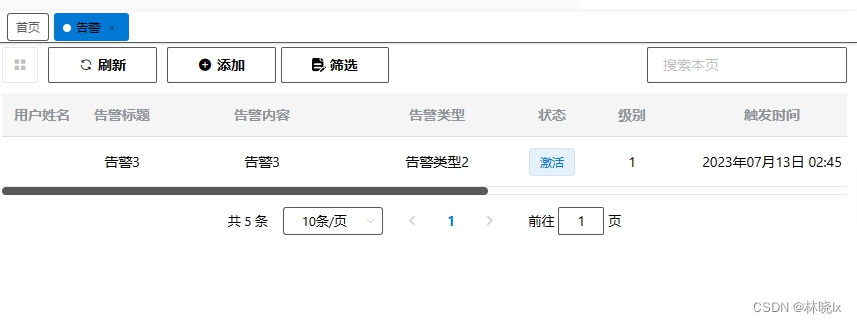 首页 告警 ×
刷新 添加 筛选 搜索本页
用户姓名 告警标题 告警内容 告警类型 状态 级别 触发时间
告警3 告警3 告警类型2 激活 1 2023年07月13日 02:45
共 5 条 10条/页 1 前往 1 页
CSDN @林晓lx